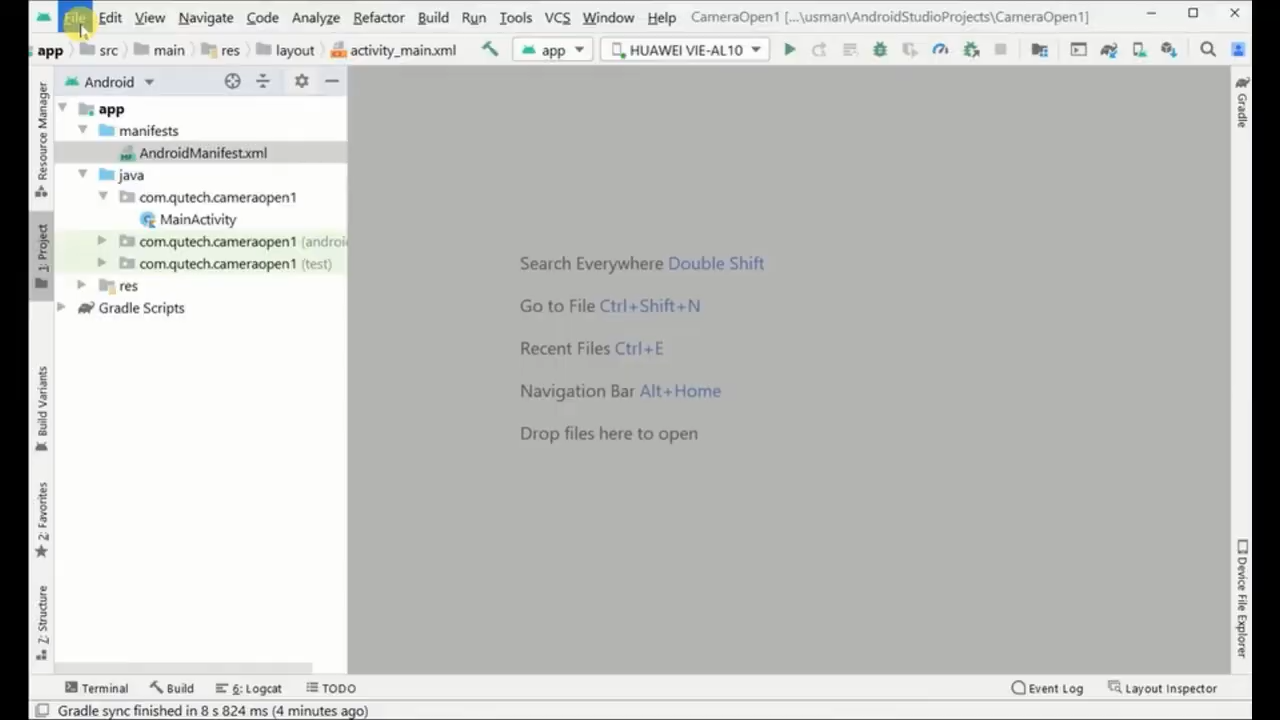 File Edit View Navigate Code Analyze Refactor Build Run Tools VCS Window Help CameraOpen1 [...\usman\AndroidStudioProjects\CameraOpen1]
app src main res layout activity_main.xml app HUAWEI VIE-AL10
Android
app
manifests
AndroidManifest.xml
java
com.qutech.cameraopen1
MainActivity
com.qutech.cameraopen1 (androi
com.qutech.cameraopen1 (test)
res
Gradle Scripts
Resource Manager
1: Project
Build Variants
2: Favorites
7: Structure
Search Everywhere Double Shift
Go to File Ctrl+Shift+N
Recent Files Ctrl+E
Navigation Bar Alt+Home
Drop files here to open
Gradle
Device File Explorer
Terminal Build 6: Logcat TODO Event Log Layout Inspector
Gradle sync finished in 8 s 824 ms (4 minutes ago)